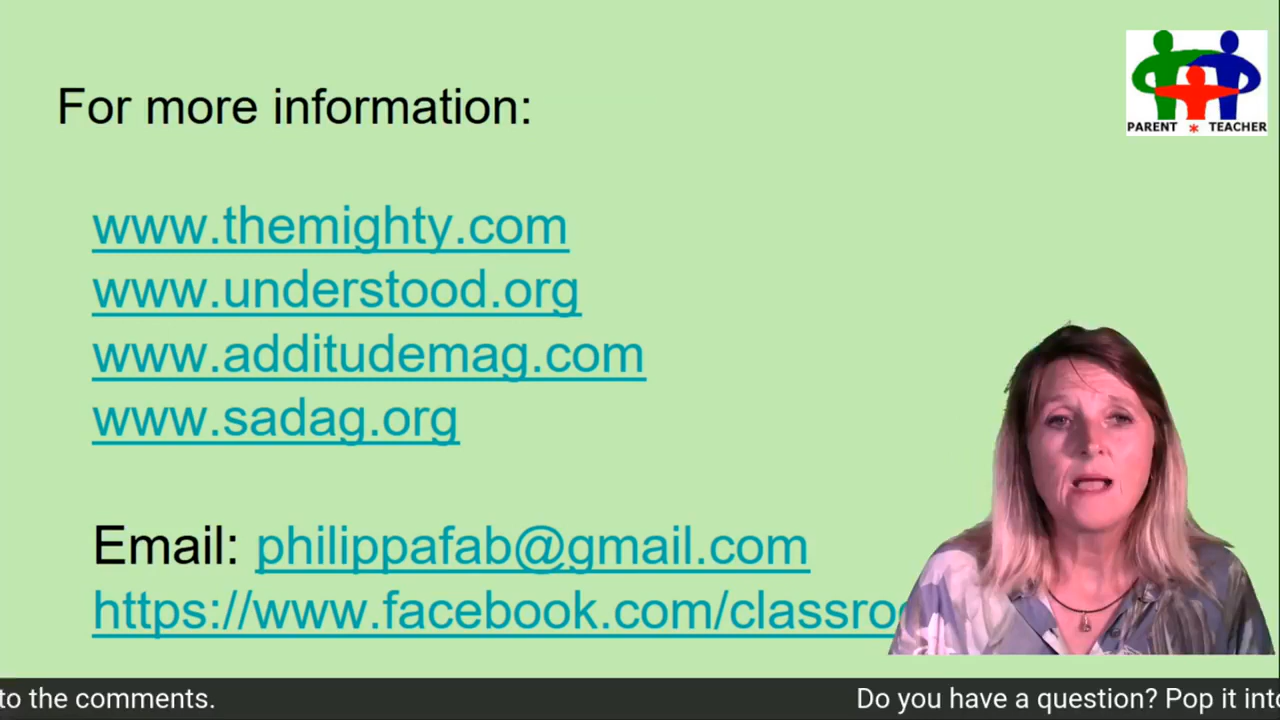 For more information:
PARENT * TEACHER
www.themighty.com
www.understood.org
www.additudemag.com
www.sadag.org
Email: philippafab@gmail.com
https://www.facebook.com/classro
to the comments.
Do you have a question? Pop it into